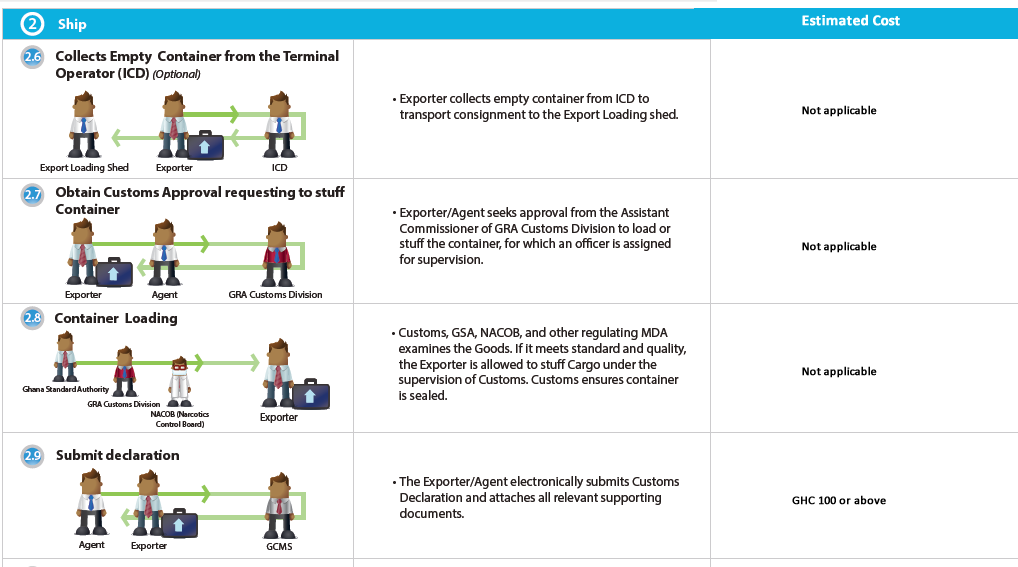 2 Ship Estimated Cost
2.6 Collects Empty Container from the Terminal
Operator (ICD) (Optional)
Export Loading Shed Exporter ICD
• Exporter collects empty container from ICD to
transport consignment to the Export Loading shed.
Not applicable
2.7 Obtain Customs Approval requesting to stuff
Container
Exporter Agent GRA Customs Division
• Exporter/Agent seeks approval from the Assistant
Commissioner of GRA Customs Division to load or
stuff the container, for which an officer is assigned
for supervision.
Not applicable
2.8 Container Loading
Ghana Standard Authority
GRA Customs Division
NACOB (Narcotics
Control Board)
Exporter
• Customs, GSA, NACOB, and other regulating MDA
examines the Goods. If it meets standard and quality,
the Exporter is allowed to stuff Cargo under the
supervision of Customs. Customs ensures container
is sealed.
Not applicable
2.9 Submit declaration
Agent Exporter GCMS
• The Exporter/Agent electronically submits Customs
Declaration and attaches all relevant supporting
documents.
GHC 100 or above